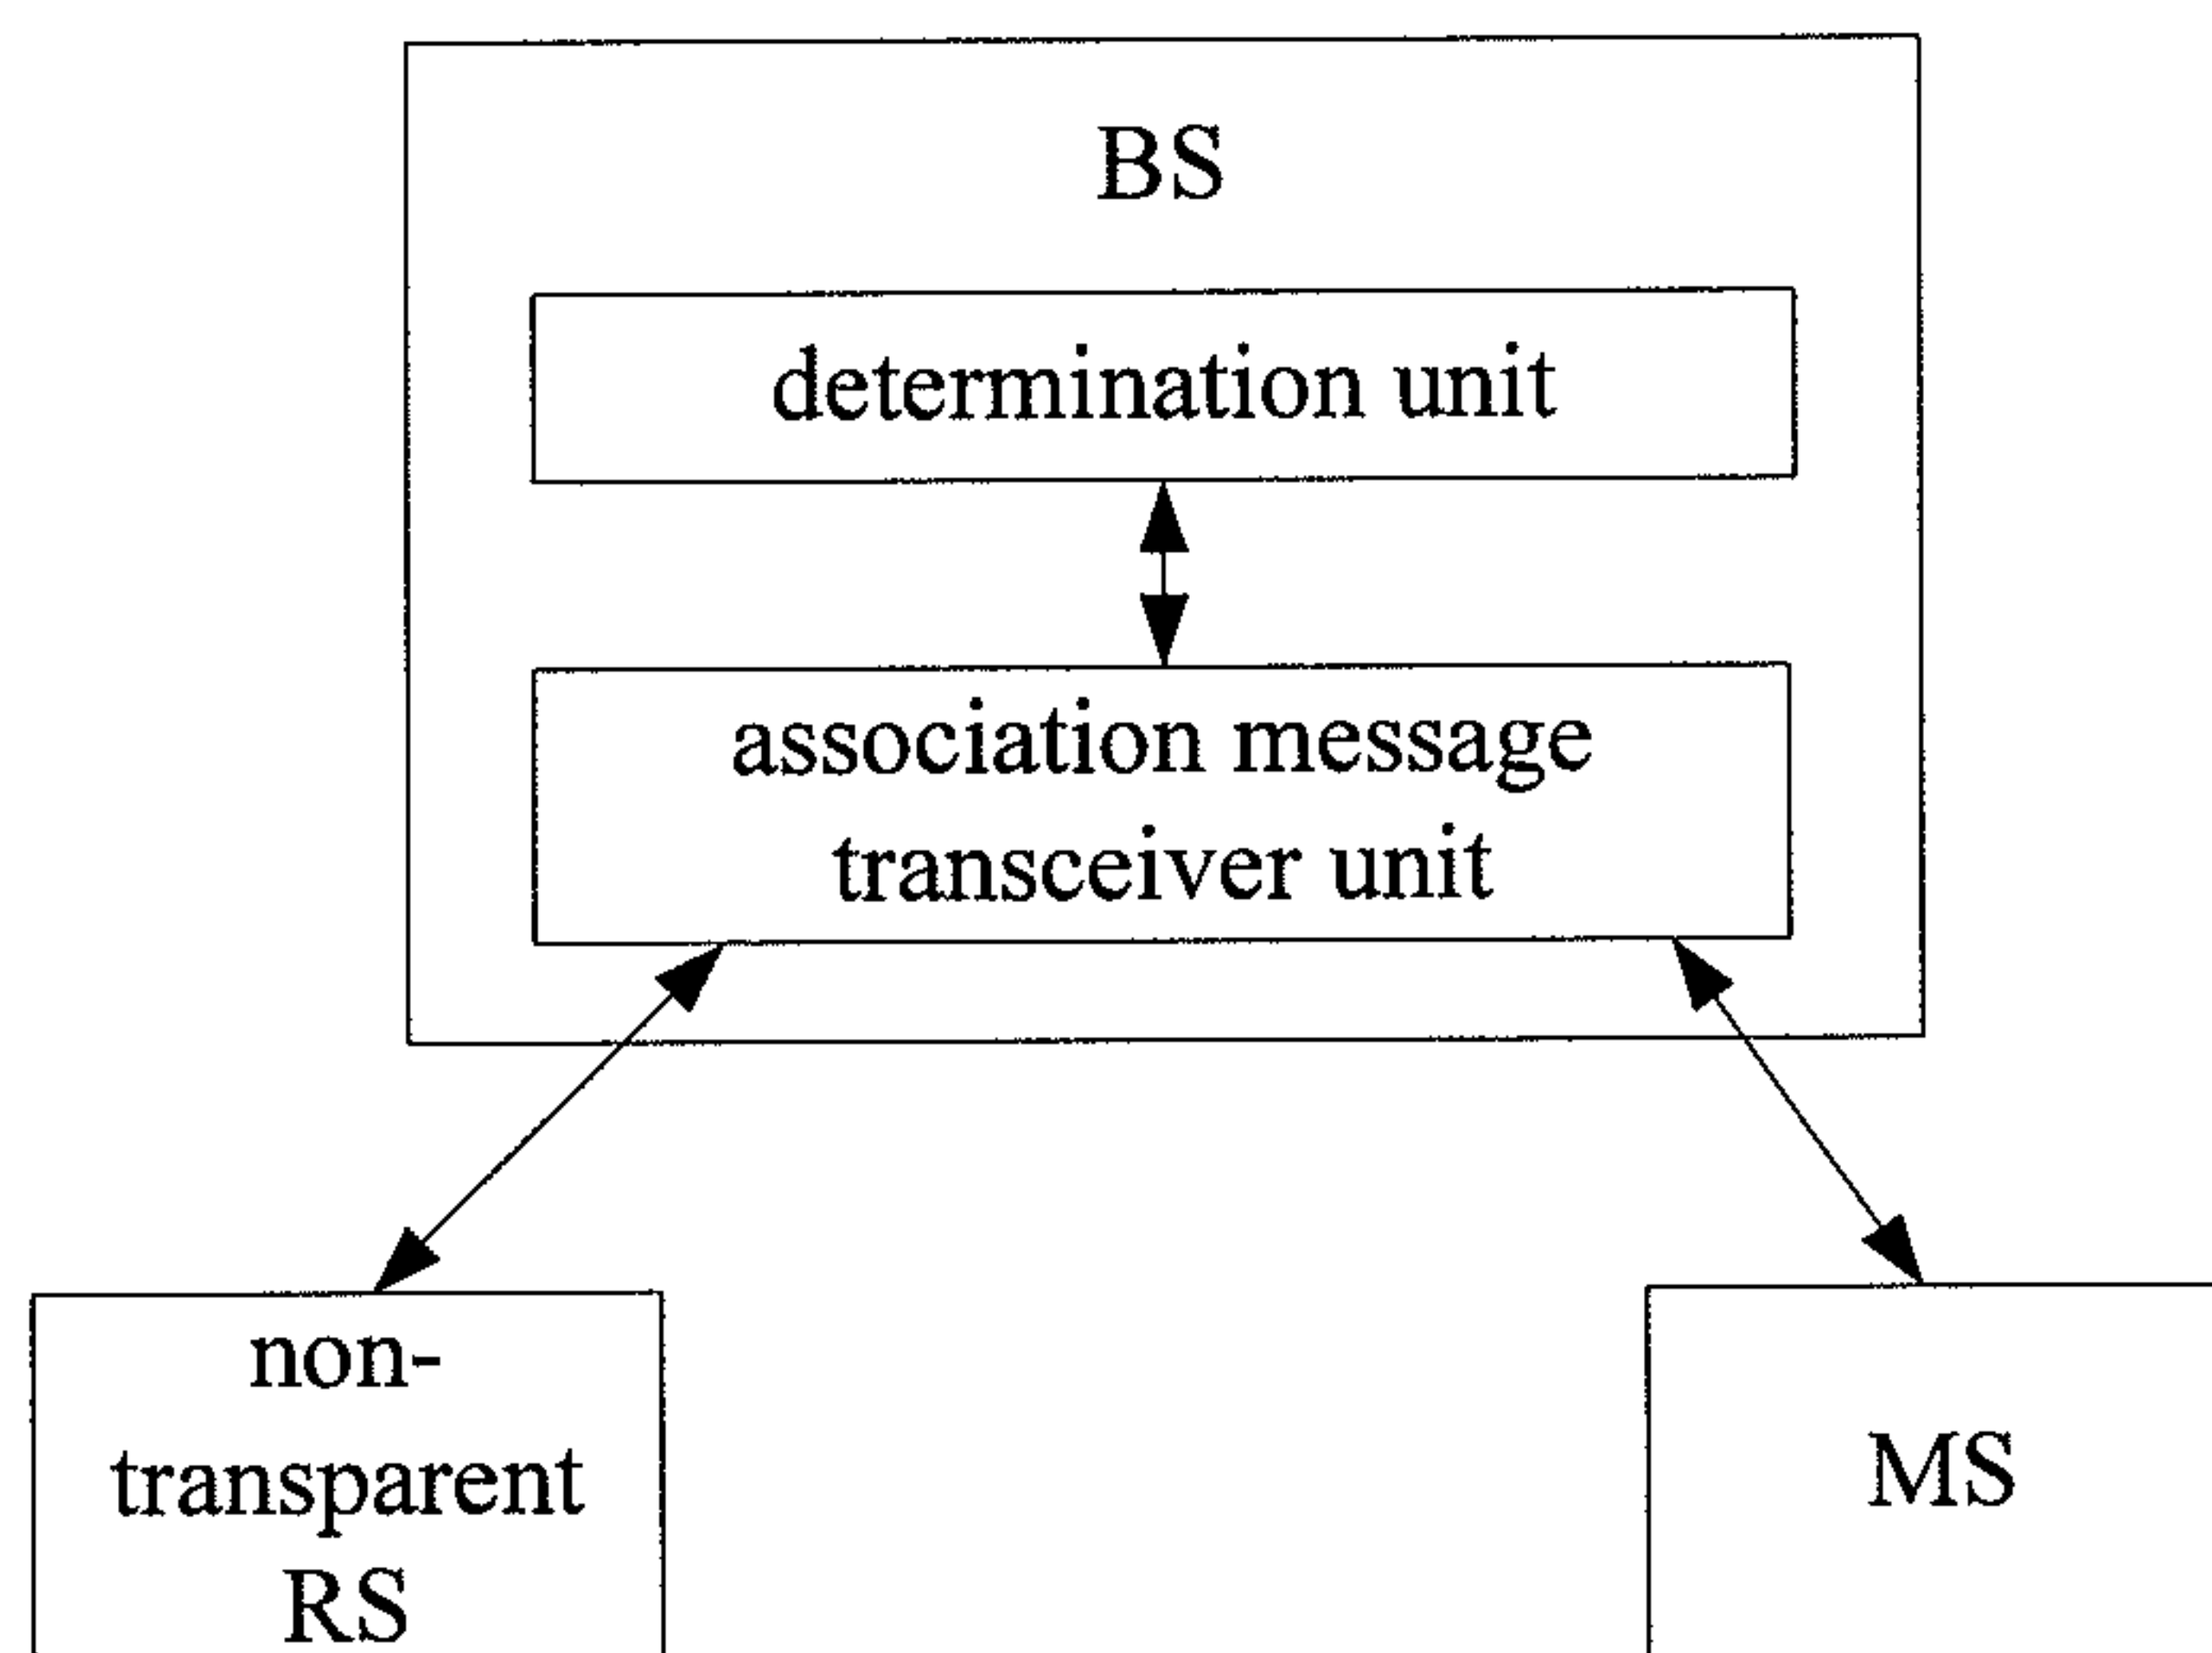 BS
determination unit
association message
transceiver unit
non-
transparent
RS
MS